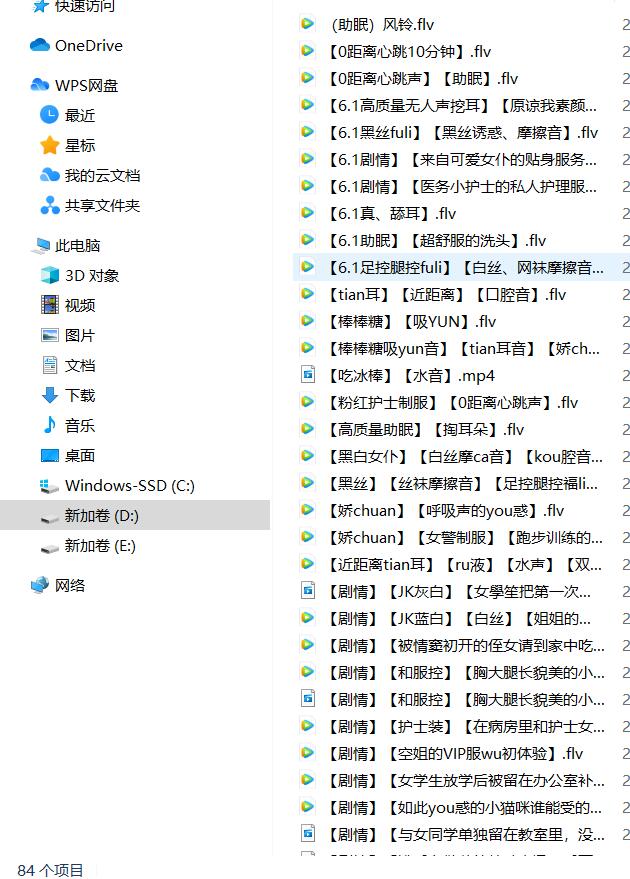 快速访问
OneDrive
WPS网盘
最近
星标
我的云文档
共享文件夹
此电脑
3D 对象
视频
图片
文档
下载
音乐
桌面
Windows-SSD (C:)
新加卷 (D:)
新加卷 (E:)
网络
84 个项目
（助眠）风铃.flv
【0距离心跳10分钟】.flv
【0距离心跳声】【助眠】.flv
【6.1高质量无人声挖耳】【原谅我素颜...
【6.1黑丝fuli】【黑丝诱惑、摩擦音】.flv
【6.1剧情】【来自可爱女仆的贴身服务...
【6.1剧情】【医务小护士的私人护理服...
【6.1真、舔耳】.flv
【6.1助眠】【超舒服的洗头】.flv
【6.1足控腿控fuli】【白丝、网袜摩擦音...
【tian耳】【近距离】【口腔音】.flv
【棒棒糖】【吸YUN】.flv
【棒棒糖吸yun音】【tian耳音】【娇ch...
【吃冰棒】【水音】.mp4
【粉红护士制服】【0距离心跳声】.flv
【高质量助眠】【掏耳朵】.flv
【黑白女仆】【白丝摩ca音】【kou腔音...
【黑丝】【丝袜摩擦音】【足控腿控福li...
【娇chuan】【呼吸声的you惑】.flv
【娇chuan】【女警制服】【跑步训练的...
【近距离tian耳】【ru液】【水声】【双...
【剧情】【JK灰白】【女學笙把第一次...
【剧情】【JK蓝白】【白丝】【姐姐的...
【剧情】【被情窦初开的侄女请到家中吃...
【剧情】【和服控】【胸大腿长貌美的小...
【剧情】【和服控】【胸大腿长貌美的小...
【剧情】【护士装】【在病房里和护士女...
【剧情】【空姐的VIP服wu初体验】.flv
【剧情】【女学生放学后被留在办公室补...
【剧情】【如此you惑的小猫咪谁能受的...
【剧情】【与女同学单独留在教室里，没...